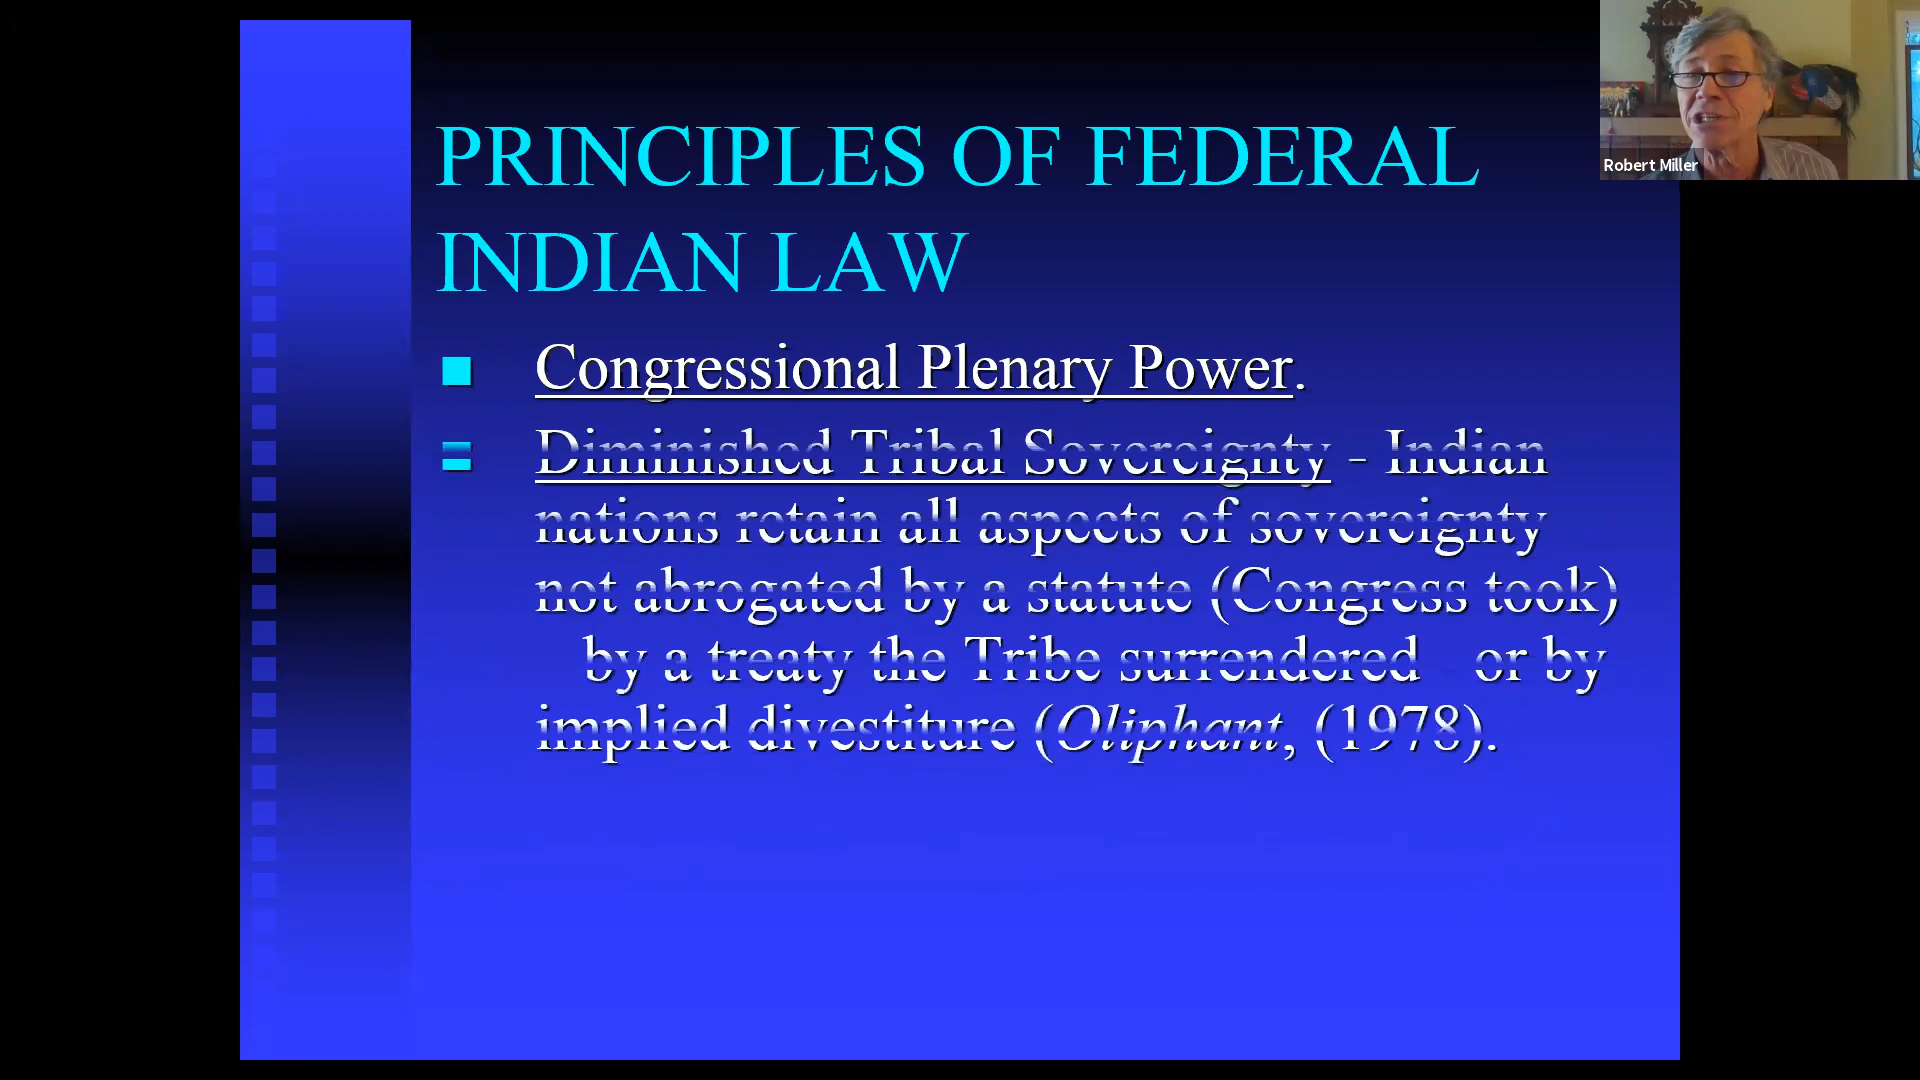 PRINCIPLES OF FEDERAL
INDIAN LAW
Congressional Plenary Power.
Diminished Tribal Sovereignty - Indian
nations retain all aspects of sovereignty
not abrogated by a statute (Congress took)
by a treaty the Tribe surrendered or by
implied divestiture (Oliphant, (1978).
Robert Miller